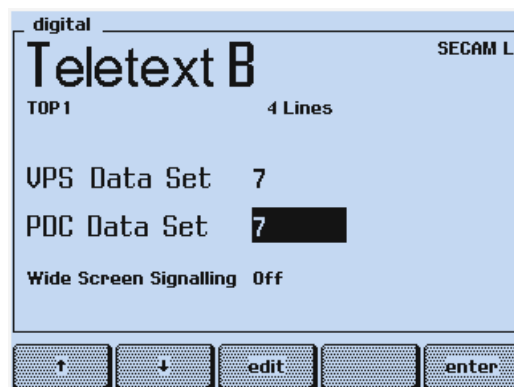 digital
Teletext B SECAM L
TOP1 4 Lines
VPS Data Set 7
PDC Data Set 7
Wide Screen Signalling Off
↑ ↓ edit enter